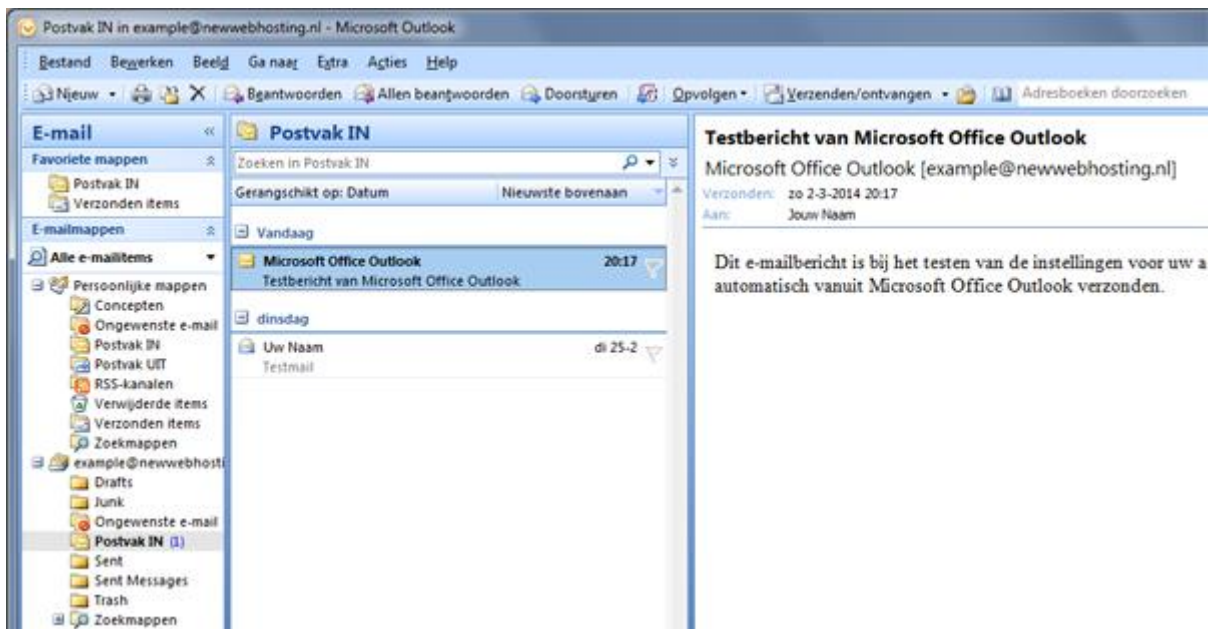 Postvak IN in example@newwebhosting.nl - Microsoft Outlook
Bestand Bewerken Beeld Ga naar Extra Acties Help
Nieuw Beantwoorden Allen beantwoorden Doorsturen Opvolgen Verzenden/ontvangen Adresboeken doorzoeken
E-mail «
Favoriete mappen
Postvak IN
Verzonden items
E-mailmappen
Alle e-mailitems
Persoonlijke mappen
Concepten
Ongewenste e-mail
Postvak IN
Postvak UIT
RSS-kanalen
Verwijderde items
Verzonden items
Zoekmappen
example@newwebhosti
Drafts
Junk
Ongewenste e-mail
Postvak IN (1)
Sent
Sent Messages
Trash
Zoekmappen
Postvak IN
Zoeken in Postvak IN
Gerangschikt op: Datum Nieuwste bovenaan
Vandaag
Microsoft Office Outlook 20:17
Testbericht van Microsoft Office Outlook
dinsdag
Uw Naam di 25-2
Testmail
Testbericht van Microsoft Office Outlook
Microsoft Office Outlook [example@newwebhosting.nl]
Verzonden: zo 2-3-2014 20:17
Aan: Jouw Naam
Dit e-mailbericht is bij het testen van de instellingen voor uw a
automatisch vanuit Microsoft Office Outlook verzonden.